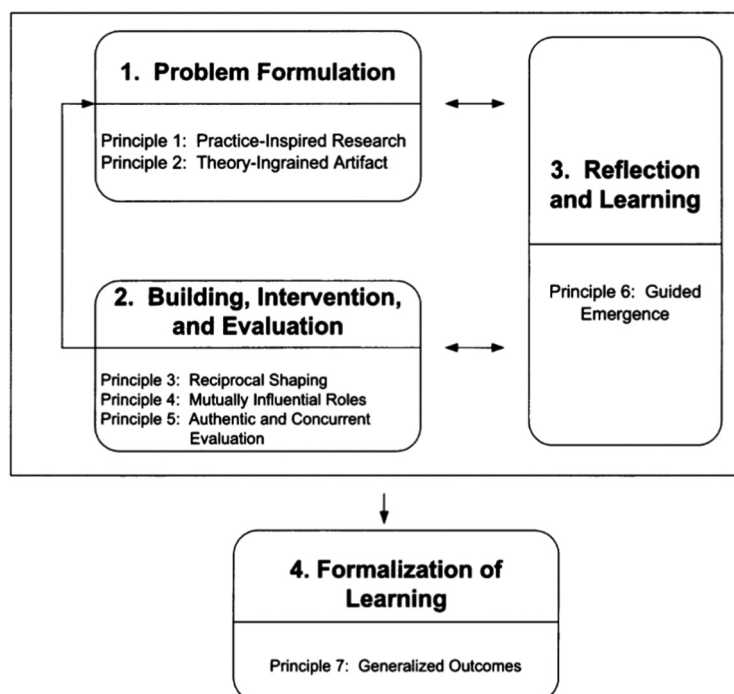 1. Problem Formulation
Principle 1: Practice-Inspired Research
Principle 2: Theory-Ingrained Artifact
2. Building, Intervention,
and Evaluation
Principle 3: Reciprocal Shaping
Principle 4: Mutually Influential Roles
Principle 5: Authentic and Concurrent
Evaluation
3. Reflection
and Learning
Principle 6: Guided
Emergence
4. Formalization of
Learning
Principle 7: Generalized Outcomes